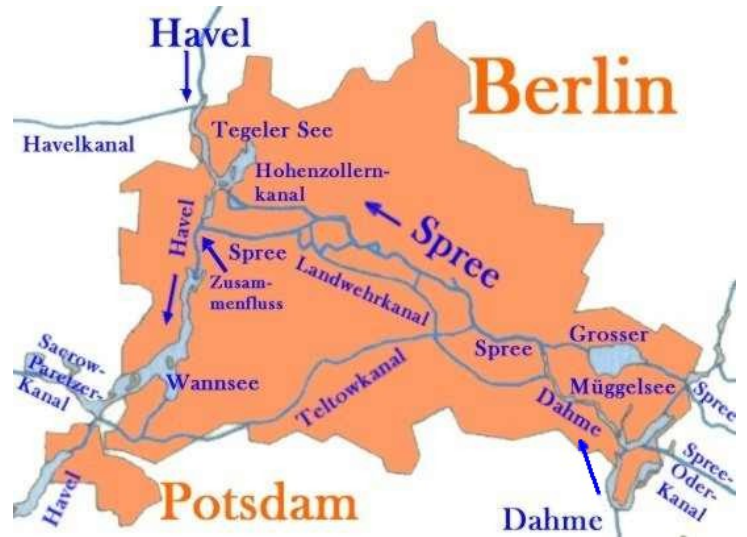 Havel
Berlin
Havelkanal
Tegeler See
Hohenzollern-
kanal
Havel
Spree
Spree
Zusam-
menfluss
Landwehrkanal
Sacrow-
Paretzer-
Kanal
Wannsee
Teltowkanal
Spree
Grosser
Müggelsee
Spree
Dahme
Spree-
Oder-
Kanal
Havel
Potsdam
Dahme